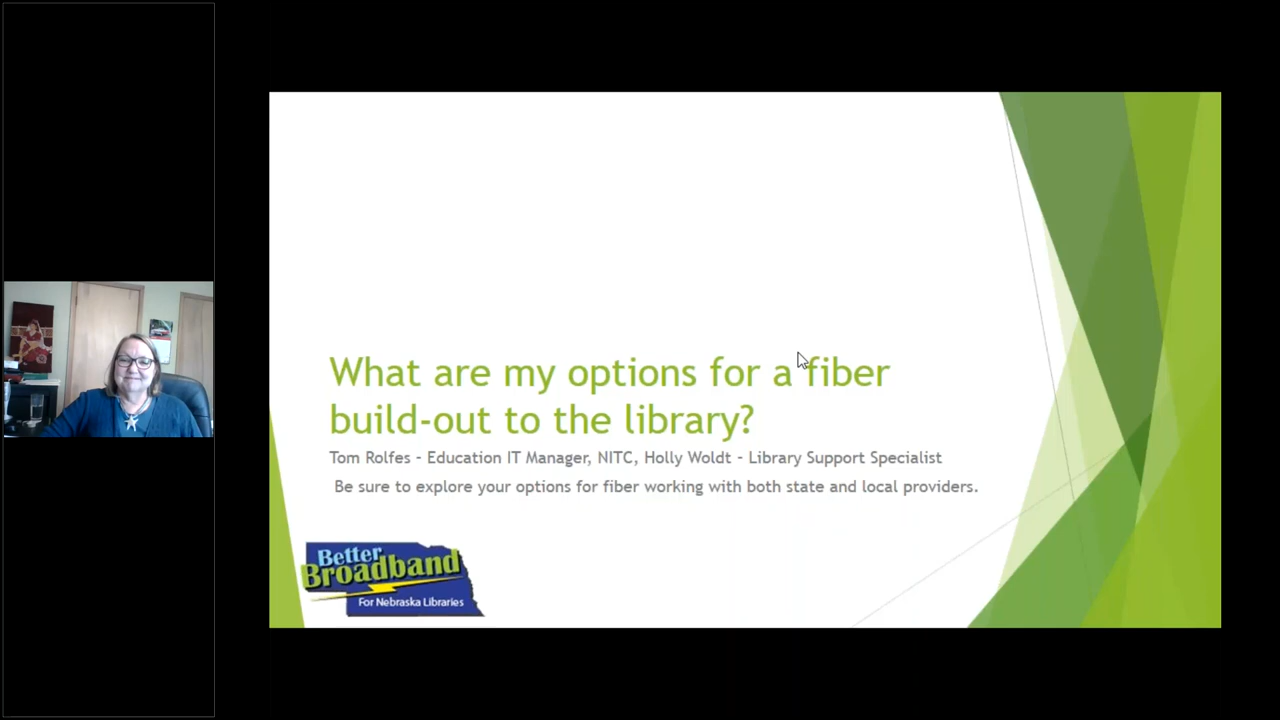 What are my options for a fiber
build-out to the library?
Tom Rolfes - Education IT Manager, NITC, Holly Woldt - Library Support Specialist
Be sure to explore your options for fiber working with both state and local providers.
Better
Broadband
For Nebraska Libraries